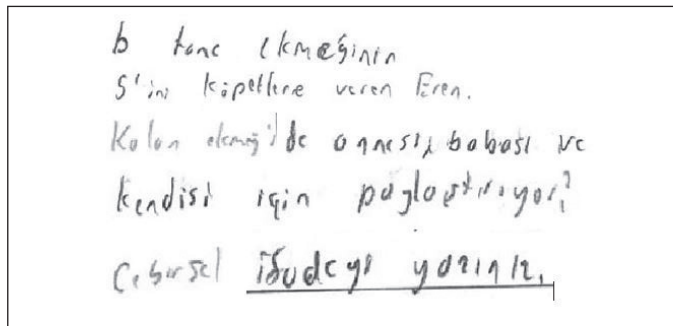 b tane ekmeğinin
5'ini köpeklere veren Eren.
Kalan ekmeği'de annesi, babası ve
kendisi için paylaştırıyor?
Cebirsel ifadeyi yazınız.